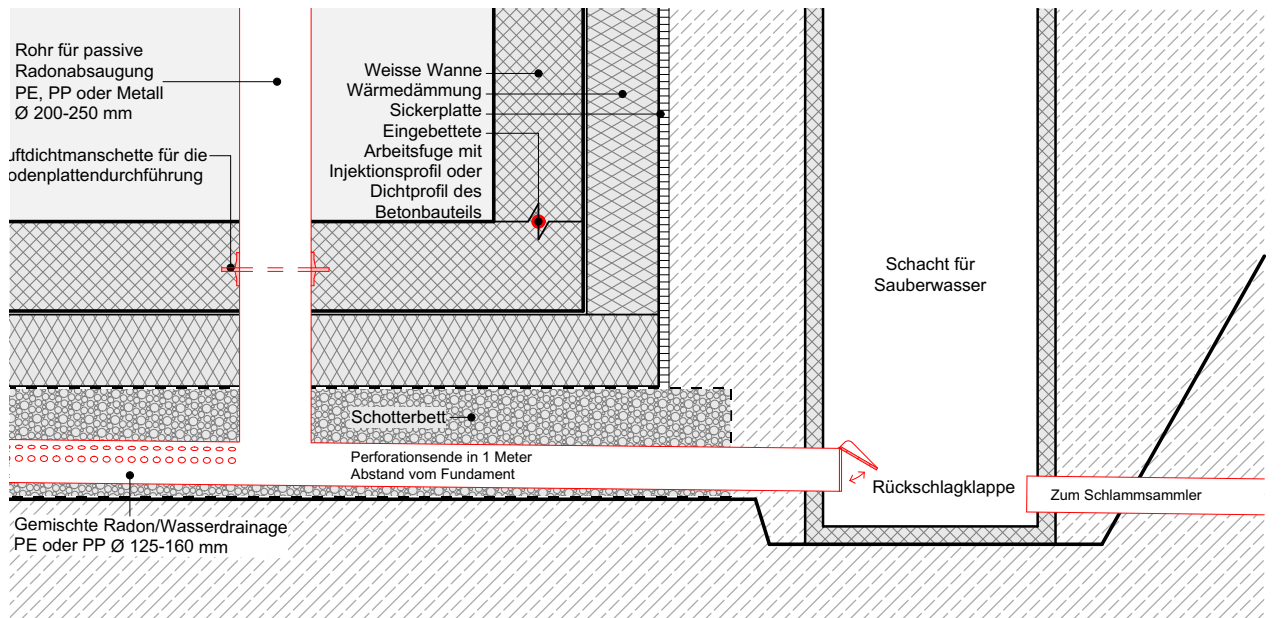 Rohr für passive
Radonabsaugung
PE, PP oder Metall
Ø 200-250 mm
uftdichtmanschette für die
odenplattendurchführung
Weisse Wanne
Wärmedämmung
Sickerplatte
Eingebettete
Arbeitsfuge mit
Injektionsprofil oder
Dichtprofil des
Betonbauteils
Schacht für
Sauberwasser
Schotterbett
Perforationsende in 1 Meter
Abstand vom Fundament
Rückschlagklappe
Zum Schlammsammler
Gemischte Radon/Wasserdrainage
PE oder PP Ø 125-160 mm